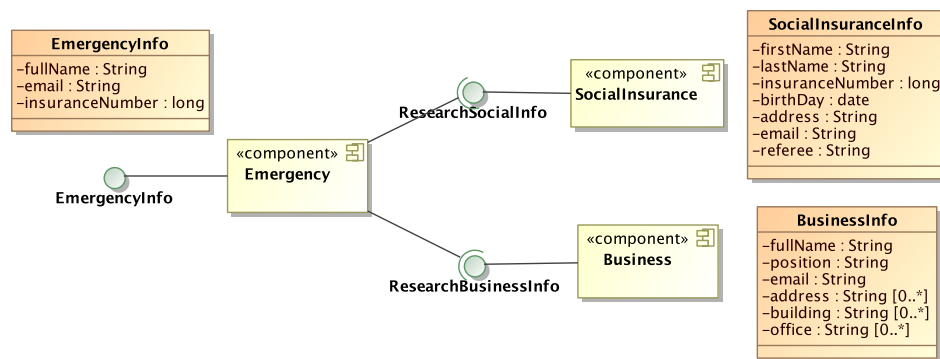 EmergencyInfo
-fullName : String
-email : String
-insuranceNumber : long
EmergencyInfo
«component»
Emergency
ResearchSocialInfo
«component»
SocialInsurance
ResearchBusinessInfo
«component»
Business
SocialInsuranceInfo
-firstName : String
-lastName : String
-insuranceNumber : long
-birthDay : date
-address : String
-email : String
-referee : String
BusinessInfo
-fullName : String
-position : String
-email : String
-address : String [0..*]
-building : String [0..*]
-office : String [0..*]